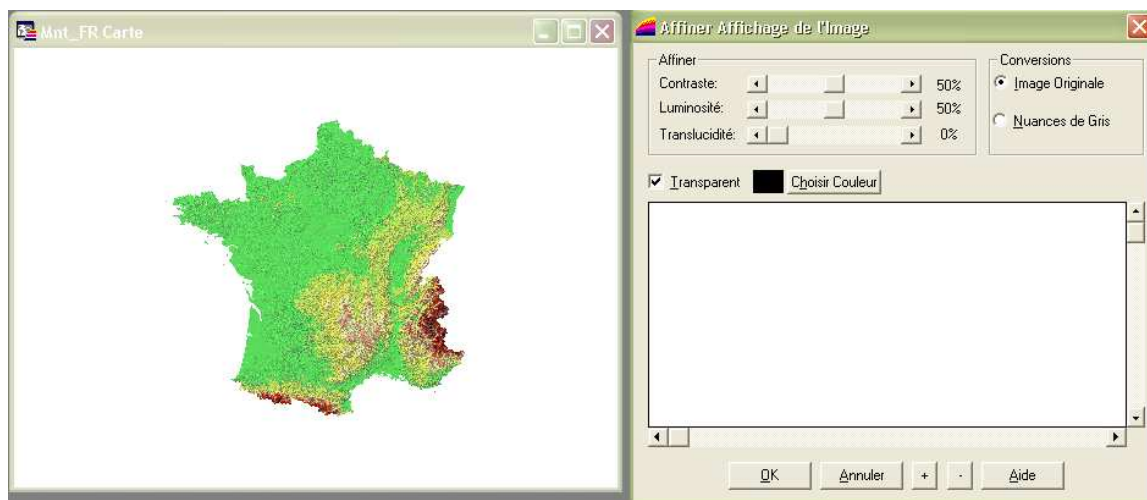 Mnt_FR Carte
Affiner Affichage de l'Image
Affiner
Contraste: 50%
Luminosité: 50%
Translucidité: 0%
Conversions
Image Originale
Nuances de Gris
Transparent Choisir Couleur
OK Annuler + - Aide